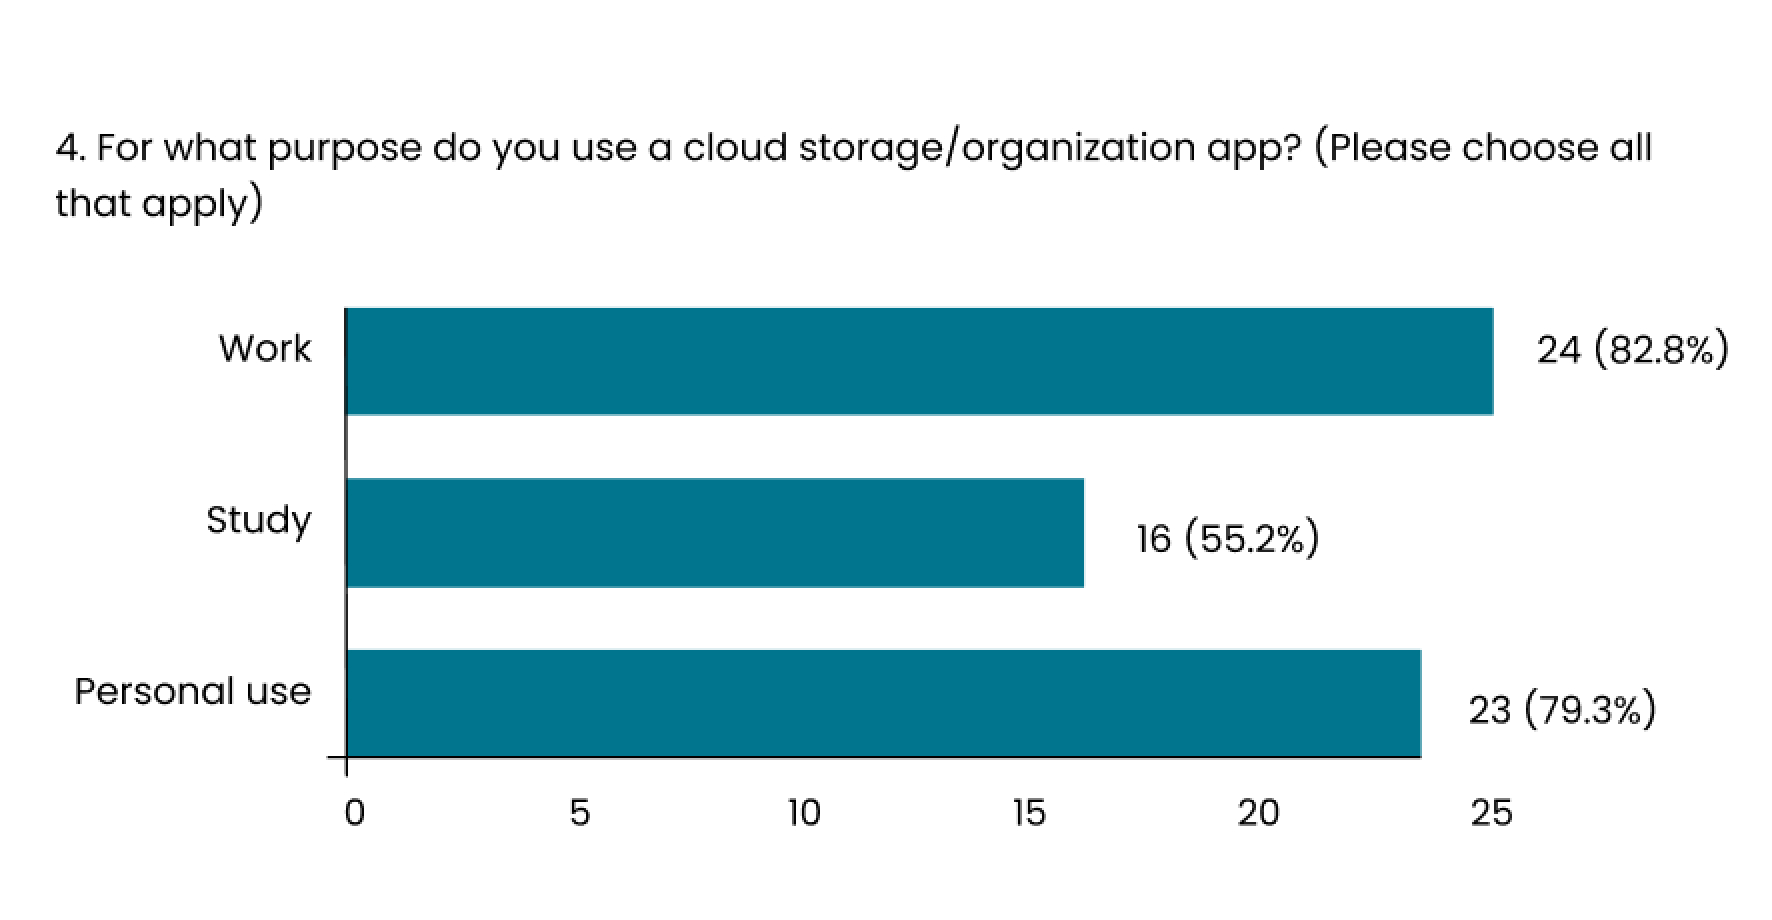 4. For what purpose do you use a cloud storage/organization app? (Please choose all
that apply)
Work
24 (82.8%)
Study
16 (55.2%)
Personal use
23 (79.3%)
0 5 10 15 20 25